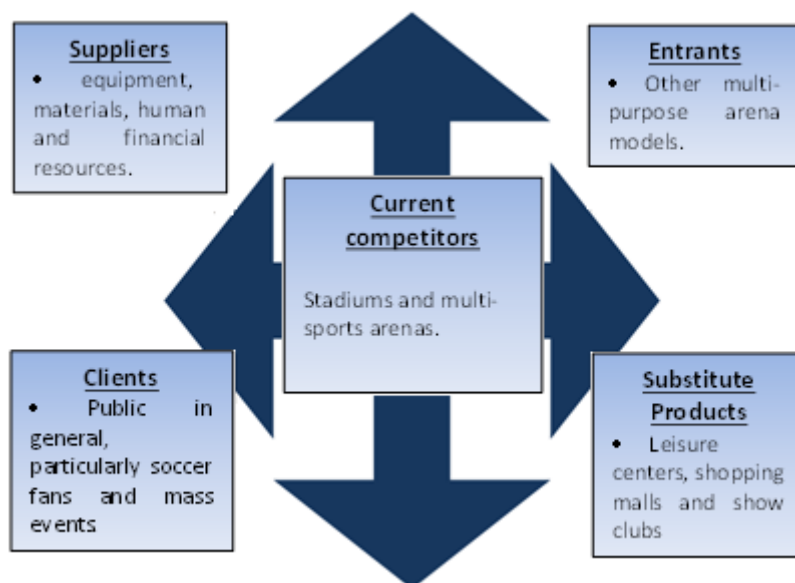 Suppliers
• equipment,
materials, human
and financial
resources.
Entrants
• Other multi-
purpose arena
models.
Current
competitors
Stadiums and multi-
sports arenas.
Clients
• Public in
general,
particularly soccer
fans and mass
events
Substitute
Products
• Leisure
centers, shopping
malls and show
clubs